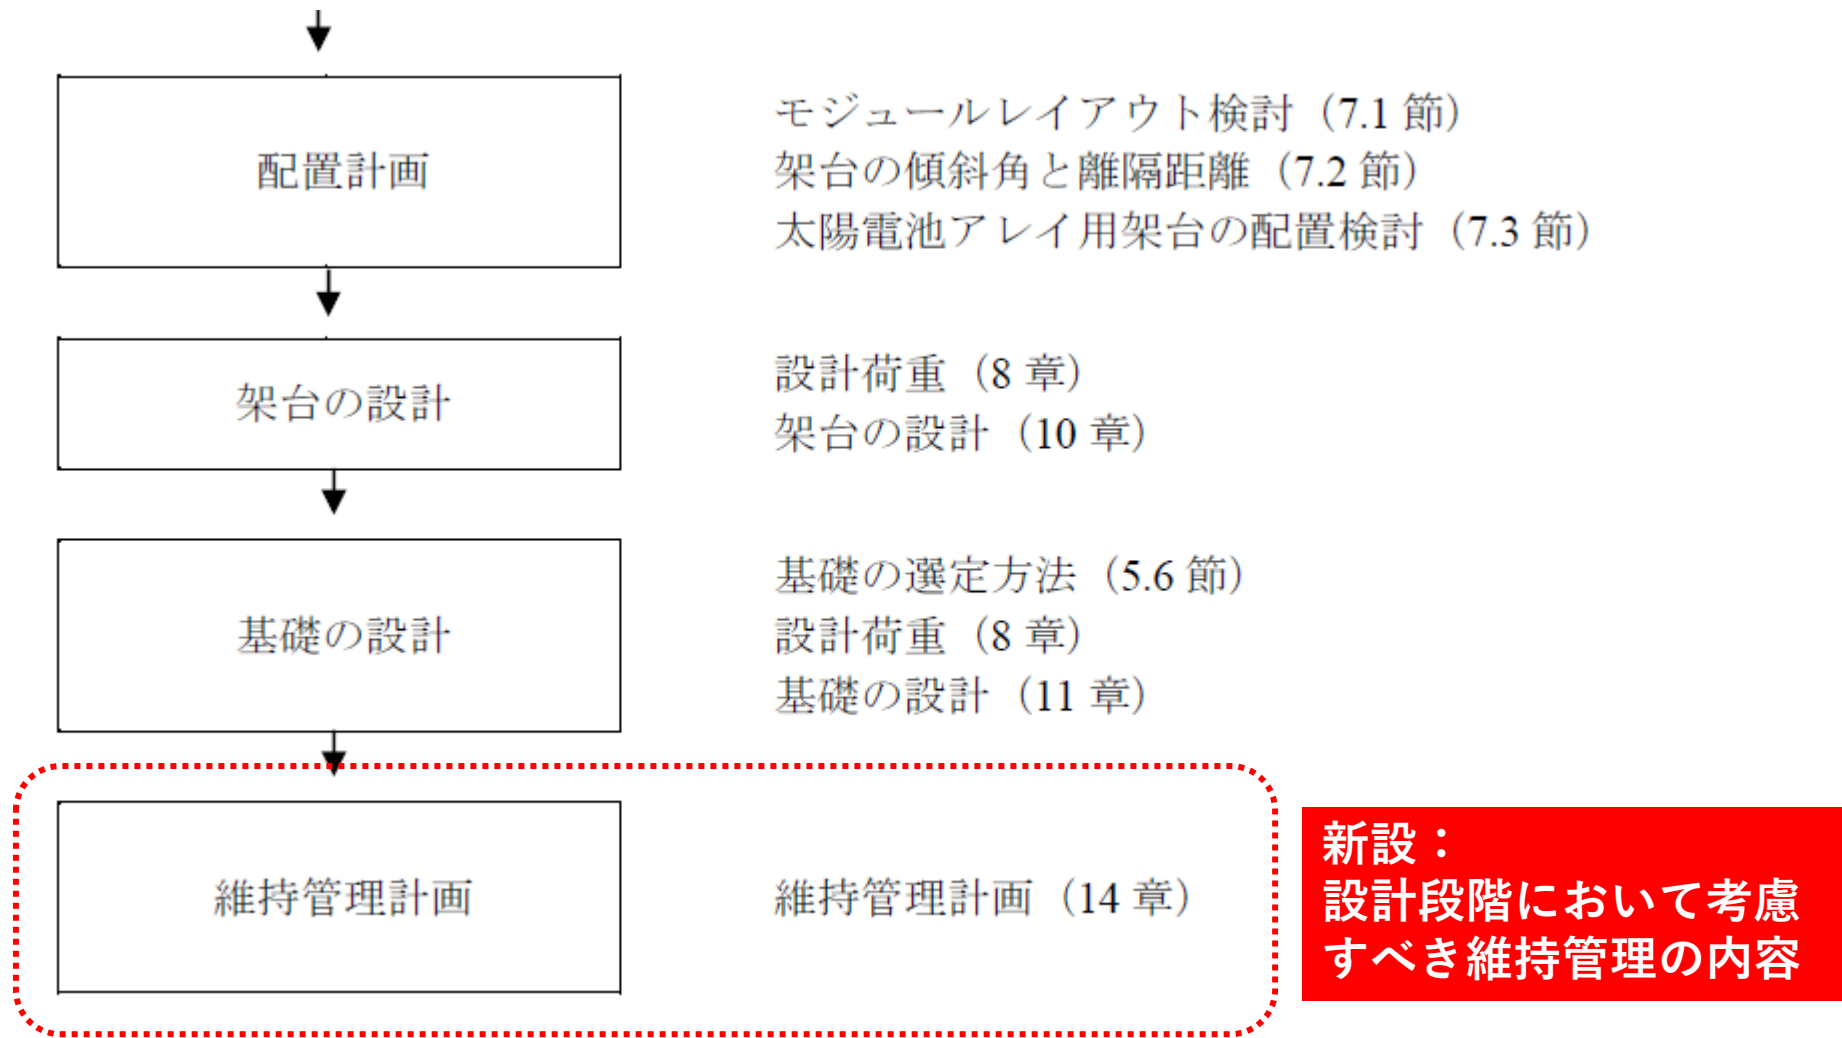 配置計画
モジュールレイアウト検討（7.1 節）
架台の傾斜角と離隔距離（7.2 節）
太陽電池アレイ用架台の配置検討（7.3 節）
架台の設計
設計荷重（8 章）
架台の設計（10 章）
基礎の設計
基礎の選定方法（5.6 節）
設計荷重（8 章）
基礎の設計（11 章）
維持管理計画
維持管理計画（14 章）
新設：
設計段階において考慮
すべき維持管理の内容